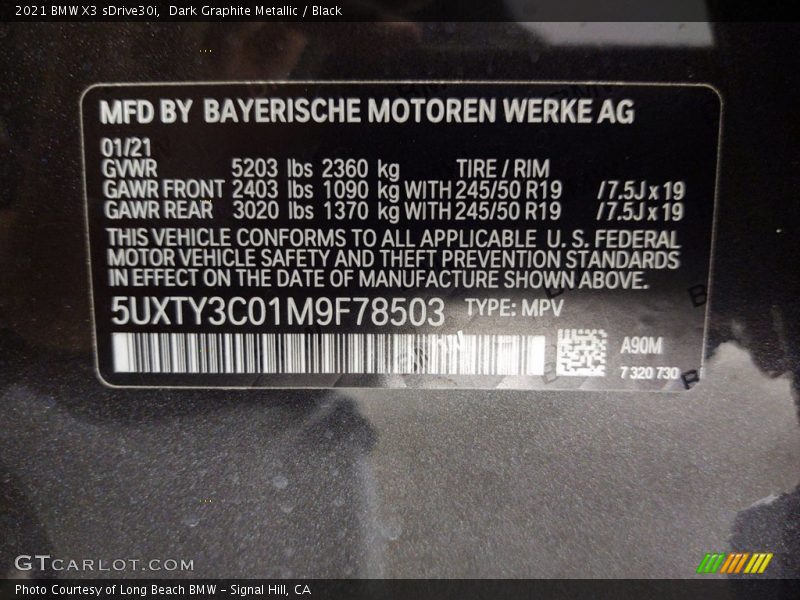 2021 BMW X3 sDrive30i, Dark Graphite Metallic / Black
MFD BY BAYERISCHE MOTOREN WERKE AG
01/21
GVWR 5203 lbs 2360 kg TIRE / RIM
GAWR FRONT 2403 lbs 1090 kg WITH 245/50 R19 /7.5J x 19
GAWR REAR 3020 lbs 1370 kg WITH 245/50 R19 /7.5J x 19
THIS VEHICLE CONFORMS TO ALL APPLICABLE U. S. FEDERAL
MOTOR VEHICLE SAFETY AND THEFT PREVENTION STANDARDS
IN EFFECT ON THE DATE OF MANUFACTURE SHOWN ABOVE.
5UXTY3C01M9F78503 TYPE: MPV
A90M
7 320 730
GTCARLOT.COM
Photo Courtesy of Long Beach BMW - Signal Hill, CA